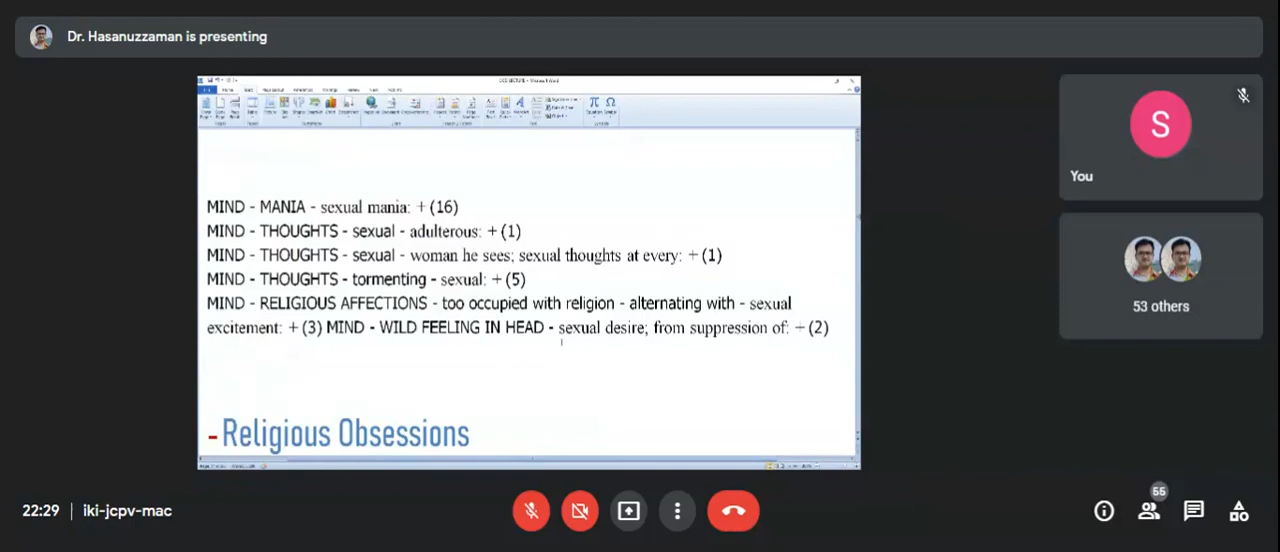 Dr. Hasanuzzaman is presenting
MIND - MANIA - sexual mania: + (16)
MIND - THOUGHTS - sexual - adulterous: + (1)
MIND - THOUGHTS - sexual - woman he sees; sexual thoughts at every: + (1)
MIND - THOUGHTS - tormenting - sexual: + (5)
MIND - RELIGIOUS AFFECTIONS - too occupied with religion - alternating with - sexual
excitement: + (3) MIND - WILD FEELING IN HEAD - sexual desire; from suppression of: + (2)
- Religious Obsessions
S
You
53 others
22:29 | iki-jcpv-mac
55